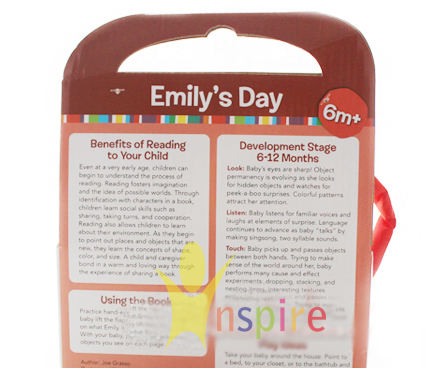 Emily's Day
6m+
Benefits of Reading
to Your Child
Even at a very early age, children can
begin to understand the process of
reading. Reading fosters imagination
and the idea of possible worlds. Through
identification with characters in a book,
children learn social skills such as
sharing, taking turns, and cooperation.
Reading also allows children to learn
about their environment. As they begin
to point out places and objects that are
new, they learn the concepts of shape,
color, and size. A child and caregiver
bond in a warm and loving way through
the experience of sharing a book.
Using the Book
Practice hand-eye
baby lift the flap
on what Emily is
With your baby,
objects you see on each page.
Author: Joe Grasso
Development Stage
6-12 Months
Look: Baby's eyes are sharp! Object
permanency is evolving as she looks
for hidden objects and watches for
peek-a-boo surprises. Colorful patterns
attract her attention.
Listen: Baby listens for familiar voices and
laughs at elements of surprise. Language
continues to advance as baby "talks" by
making singsong, two syllable sounds.
Touch: Baby picks up and passes objects
between both hands. Trying to make
sense of the world around her, baby
performs many cause and effect
experiments: dropping, stacking, and
nesting items, interesting textures
Play Ideas
Take your baby around the house. Point
to a bed, to your closet, or to the bathtub,
nspire